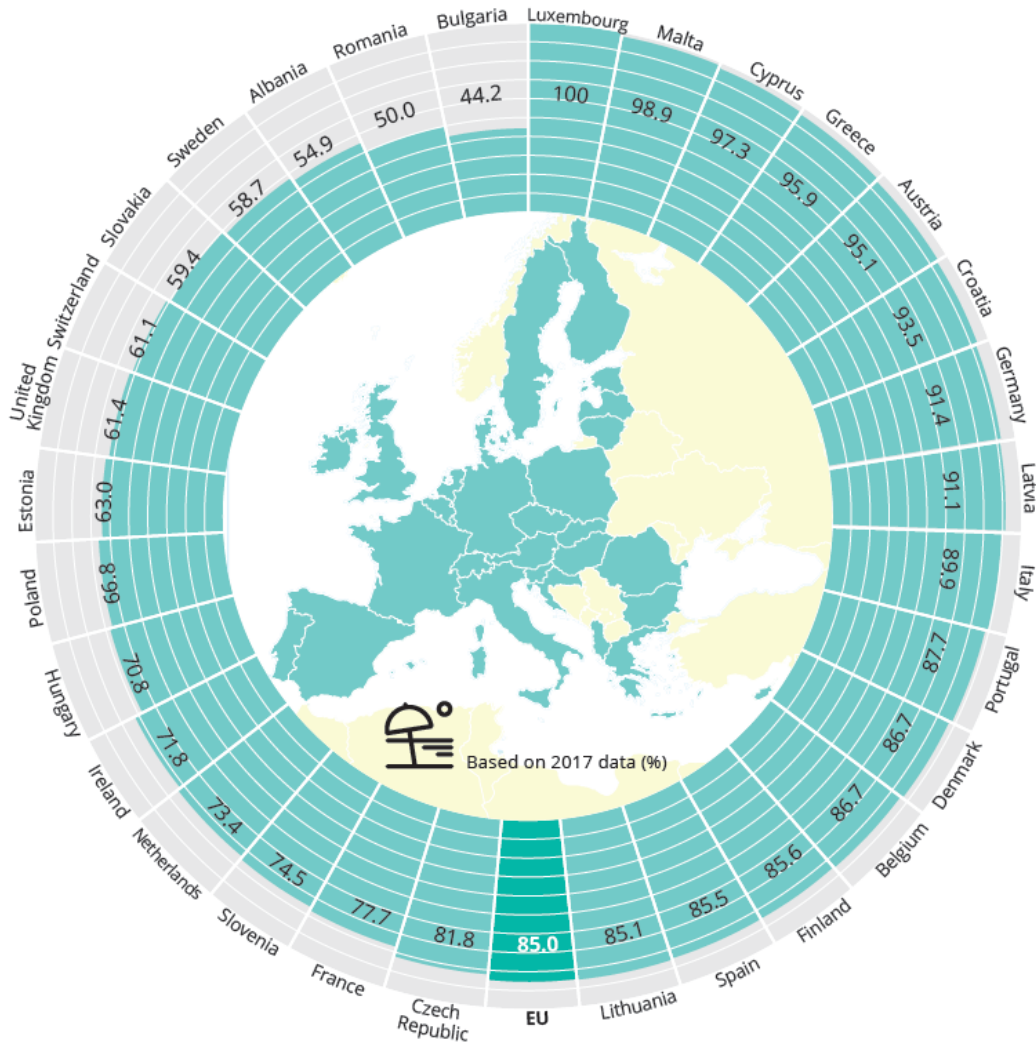 Luxembourg
100
Malta
98.9
Cyprus
97.3
Greece
95.9
Austria
95.1
Croatia
93.5
Germany
91.4
Latvia
91.1
Italy
89.9
Portugal
87.7
Denmark
86.7
Belgium
86.7
Finland
85.6
Spain
85.5
Lithuania
85.1
EU
85.0
Czech
Republic
81.8
France
77.7
Slovenia
74.5
Netherlands
73.4
Ireland
71.8
Hungary
70.8
Poland
66.8
Estonia
63.0
United
Kingdom
61.4
Switzerland
61.1
Slovakia
59.4
Sweden
58.7
Albania
54.9
Romania
50.0
Bulgaria
44.2
Based on 2017 data (%)